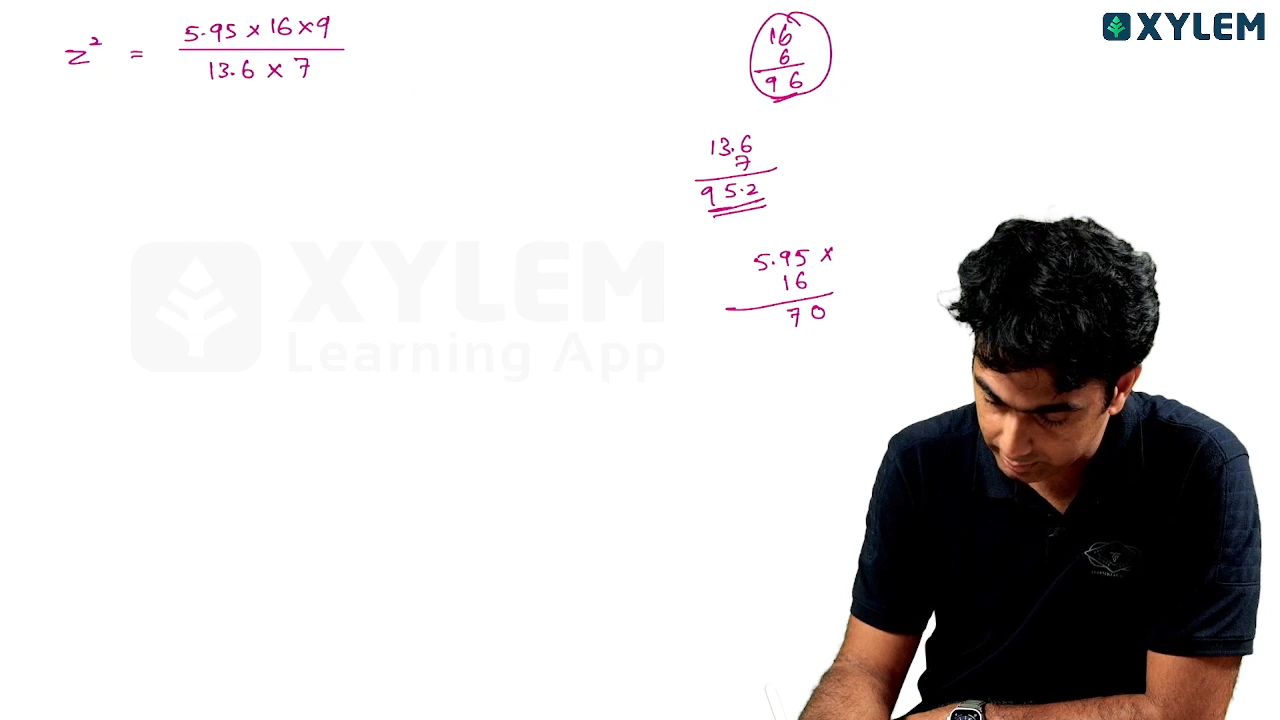 z² = 5.95 × 16 × 9 / 13.6 × 7
16
6
96
13.6
7
95.2
5.95 ×
16
70
XYLEM
XYLEM
Learning App